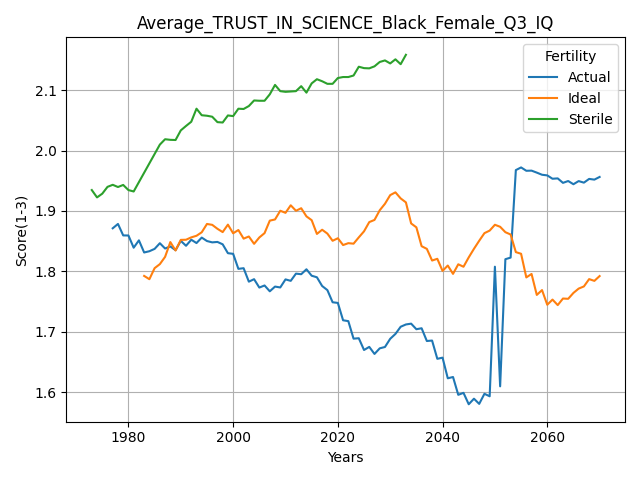 Average_TRUST_IN_SCIENCE_Black_Female_Q3_IQ
Fertility
Actual
Ideal
Sterile
Score(1-3)
2.1
2.0
1.9
1.8
1.7
1.6
1980
2000
2020
2040
2060
Years